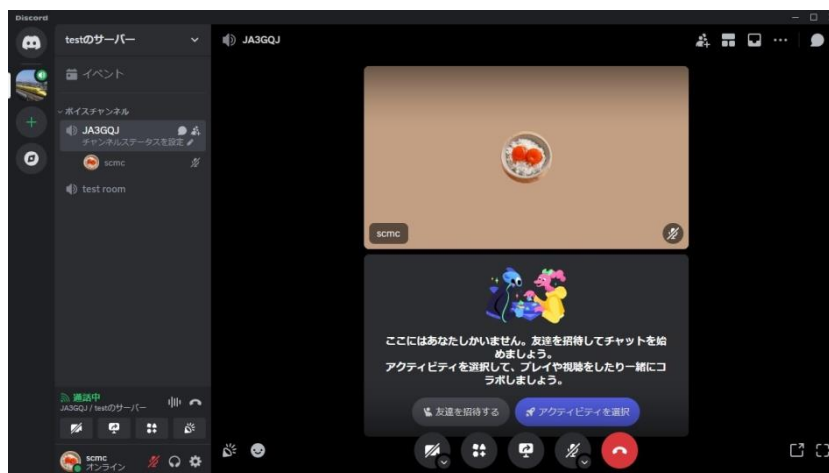 Discord
testのサーバー
JA3GQJ
イベント
ボイスチャンネル
JA3GQJ
チャンネルステータスを設定
scmc
test room
scmc
ここにはあなたしかいません。友達を招待してチャットを始
めましょう。
アクティビティを選択して、プレイや視聴をしたり一緒にコ
ラボしましょう。
友達を招待する
アクティビティを選択
通話中
JA3GQJ / testのサーバー
scmc
オンライン